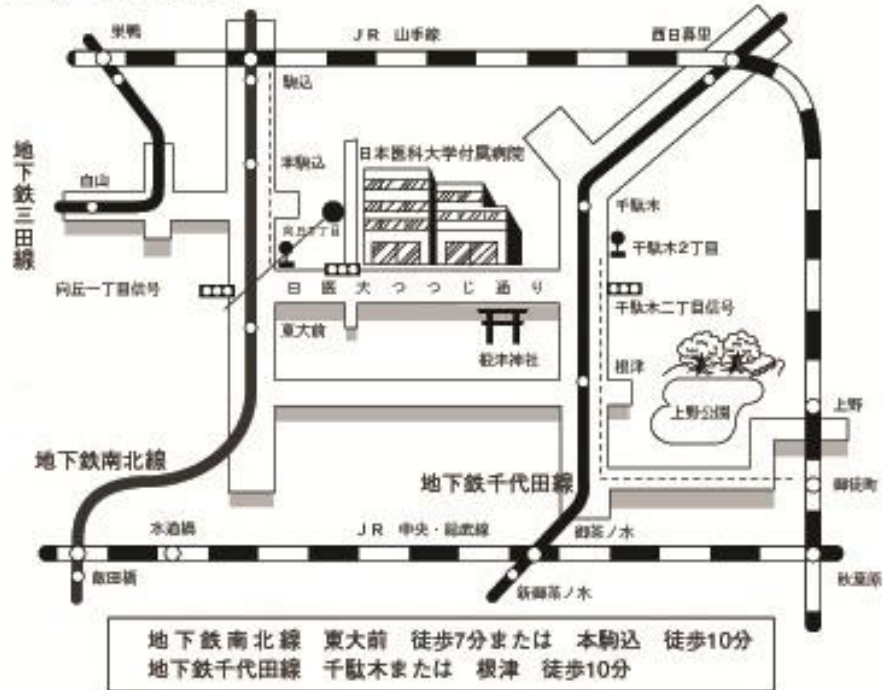 巣鴨
JR 山手線
西日暮里
駒込
本駒込
日本医科大学付属病院
地下鉄三田線
白山
千駄木
向丘2丁目
千駄木2丁目
向丘一丁目信号
日医大つつじ通り
千駄木二丁目信号
東大前
根津神社
根津
上野公園
上野
地下鉄南北線
地下鉄千代田線
御徒町
水道橋
JR 中央・総武線
御茶ノ水
飯田橋
新御茶ノ水
秋葉原
地下鉄南北線 東大前 徒歩7分または 本駒込 徒歩10分
地下鉄千代田線 千駄木または 根津 徒歩10分